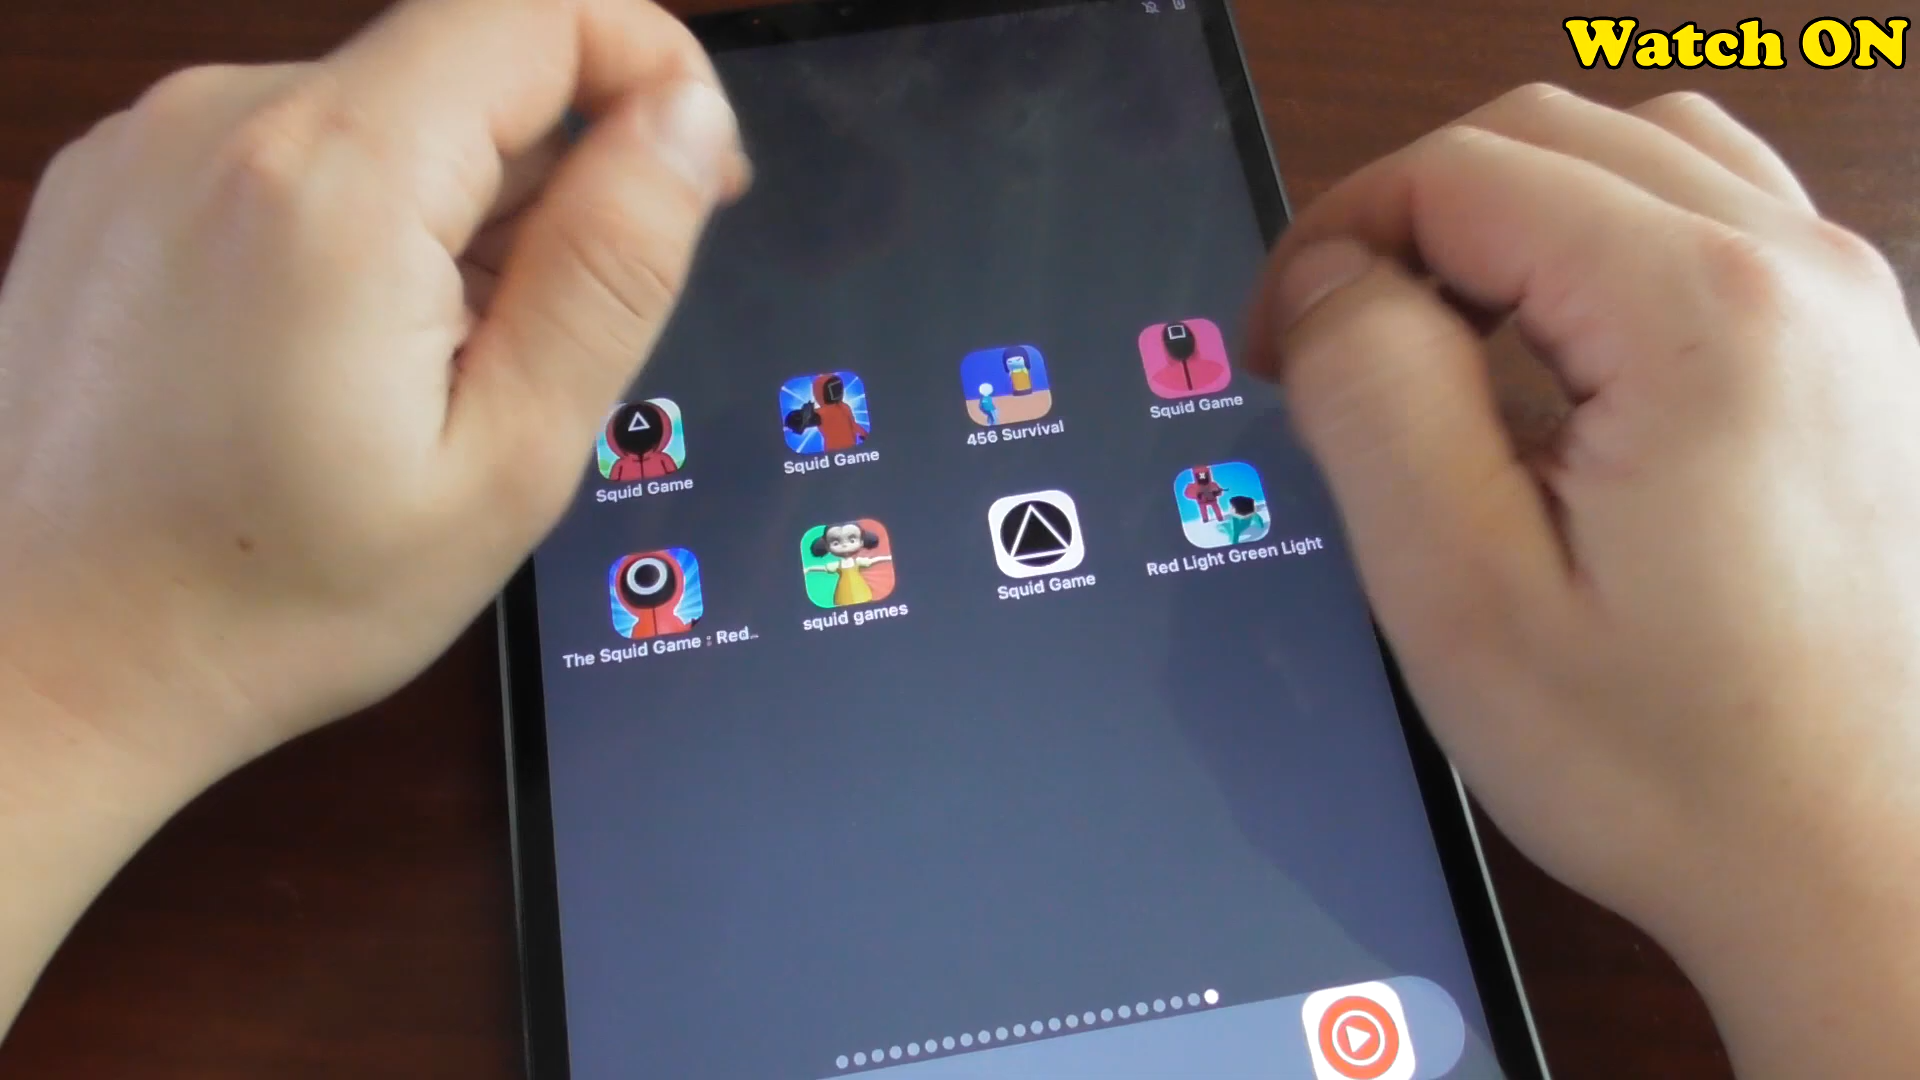 Watch ON
Squid Game
Squid Game
456 Survival
Squid Game
The Squid Game : Red...
squid games
Squid Game
Red Light Green Light